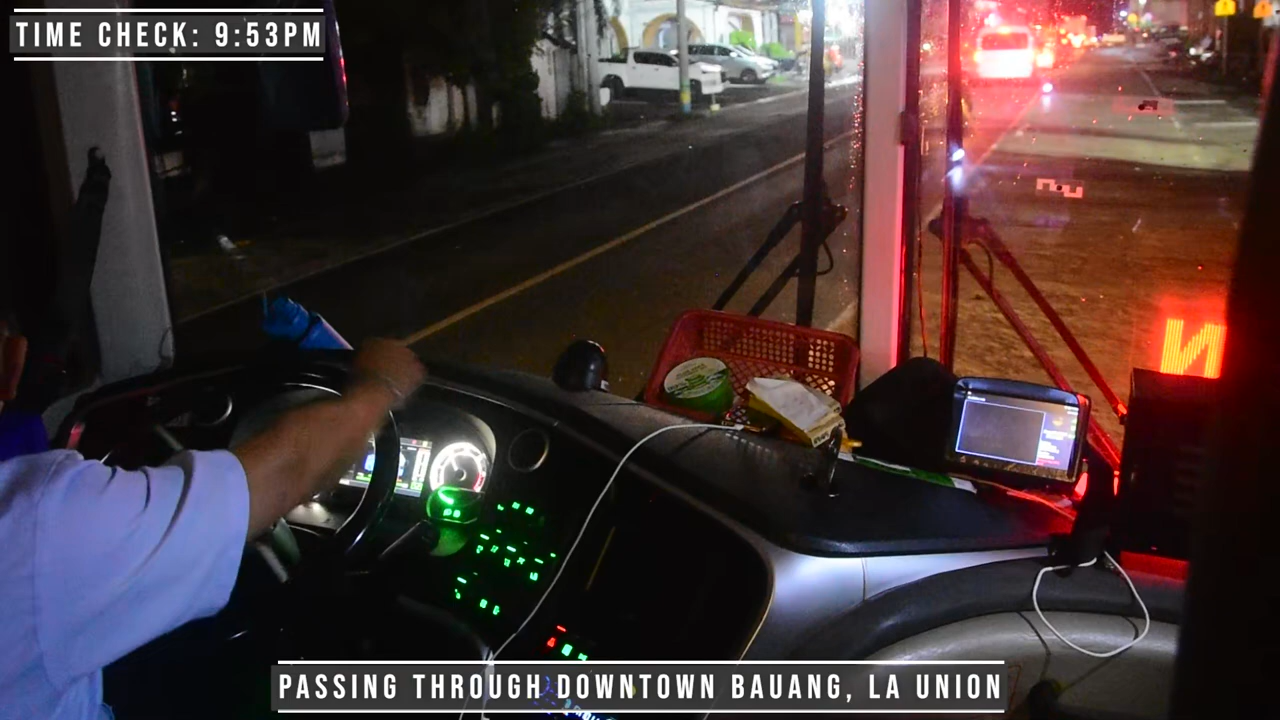 TIME CHECK: 9:53PM
PASSING THROUGH DOWNTOWN BAUANG, LA UNION